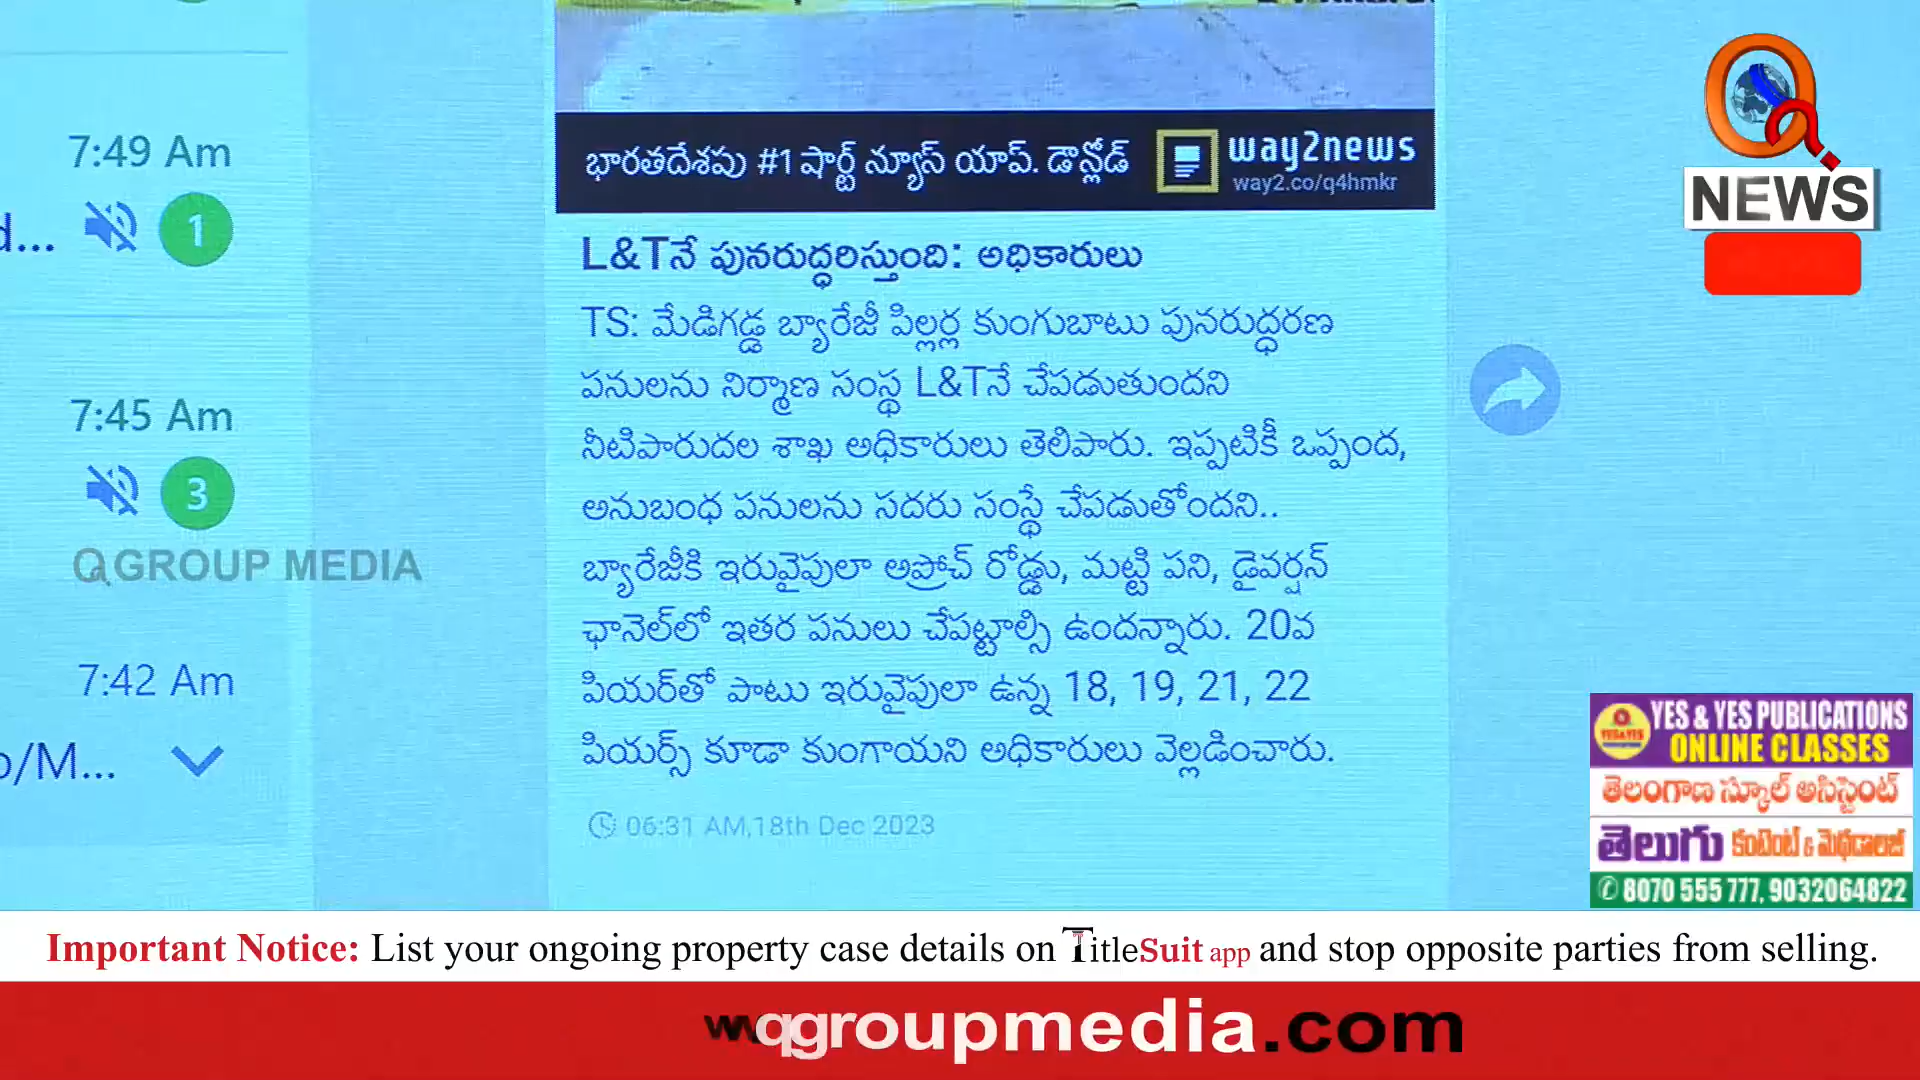 7:49 Am
d...
1
7:45 Am
3
QGROUP MEDIA
7:42 Am
o/M...
భారతదేశపు #1 షార్ట్ న్యూస్ యాప్. డౌన్లోడ్
way2news
way2.co/q4hmkr
L&Tనే పునరుద్ధరిస్తుంది: అధికారులు
TS: మేడిగడ్డ బ్యారేజీ పిల్లర్ల కుంగుబాటు పునరుద్ధరణ
పనులను నిర్మాణ సంస్థ L&Tనే చేపడుతుందని
నీటిపారుదల శాఖ అధికారులు తెలిపారు. ఇప్పటికీ ఒప్పంద,
అనుబంధ పనులను సదరు సంస్థే చేపడుతోందని..
బ్యారేజీకి ఇరువైపులా అప్రోచ్ రోడ్డు, మట్టి పని, డైవర్షన్
ఛానెల్‌లో ఇతర పనులు చేపట్టాల్సి ఉందన్నారు. 20వ
పియర్‌తో పాటు ఇరువైపులా ఉన్న 18, 19, 21, 22
పియర్స్ కూడా కుంగాయని అధికారులు వెల్లడించారు.
06:31 AM,18th Dec 2023
Q
NEWS
YES & YES PUBLICATIONS
ONLINE CLASSES
తెలంగాణ స్కూల్ అసిస్టెంట్
తెలుగు కంటెంట్ & మెథడాలజీ
8070 555 777, 9032064822
Important Notice: List your ongoing property case details on TitleSuit app and stop opposite parties from selling.
qgroupmedia.com